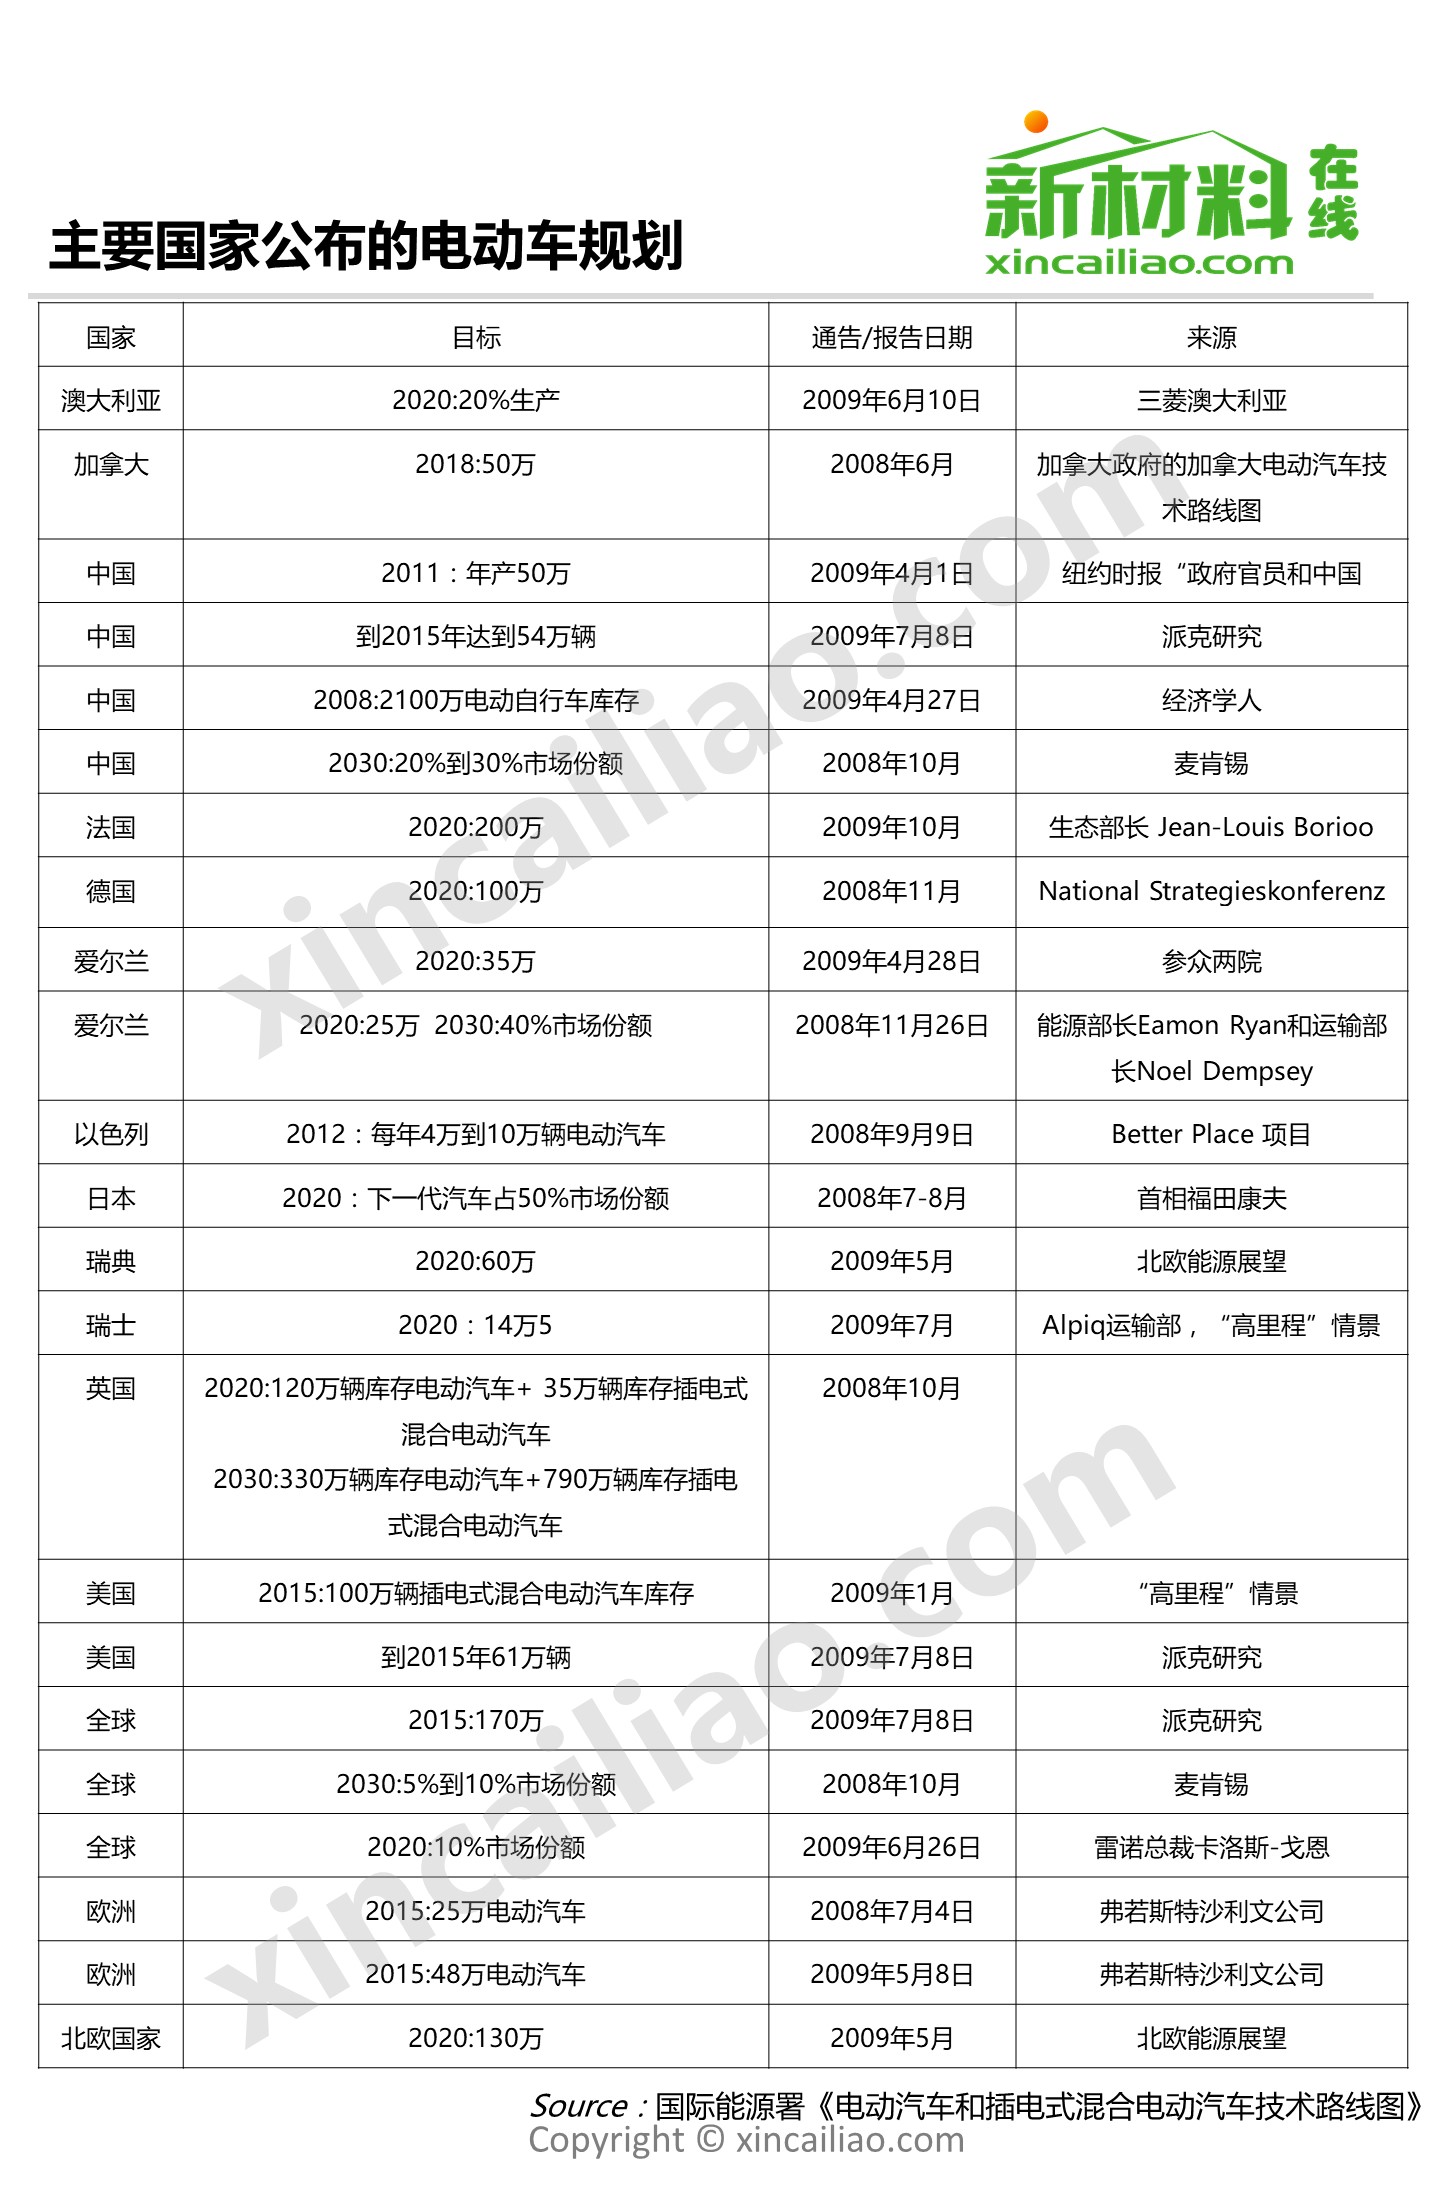 新材料在线
xincailiao.com
主要国家公布的电动车规划
国家 目标 通告/报告日期 来源
澳大利亚 2020:20%生产 2009年6月10日 三菱澳大利亚
加拿大 2018:50万 2008年6月 加拿大政府的加拿大电动汽车技
术路线图
中国 2011：年产50万 2009年4月1日 纽约时报“政府官员和中国
中国 到2015年达到54万辆 2009年7月8日 派克研究
中国 2008:2100万电动自行车库存 2009年4月27日 经济学人
中国 2030:20%到30%市场份额 2008年10月 麦肯锡
法国 2020:200万 2009年10月 生态部长 Jean-Louis Borioo
德国 2020:100万 2008年11月 National Strategieskonferenz
爱尔兰 2020:35万 2009年4月28日 参众两院
爱尔兰 2020:25万 2030:40%市场份额 2008年11月26日 能源部长Eamon Ryan和运输部
长Noel Dempsey
以色列 2012：每年4万到10万辆电动汽车 2008年9月9日 Better Place 项目
日本 2020：下一代汽车占50%市场份额 2008年7-8月 首相福田康夫
瑞典 2020:60万 2009年5月 北欧能源展望
瑞士 2020：14万5 2009年7月 Alpiq运输部，“高里程”情景
英国 2020:120万辆库存电动汽车+ 35万辆库存插电式 2008年10月
混合电动汽车
2030:330万辆库存电动汽车+790万辆库存插电
式混合电动汽车
美国 2015:100万辆插电式混合电动汽车库存 2009年1月 “高里程”情景
美国 到2015年61万辆 2009年7月8日 派克研究
全球 2015:170万 2009年7月8日 派克研究
全球 2030:5%到10%市场份额 2008年10月 麦肯锡
全球 2020:10%市场份额 2009年6月26日 雷诺总裁卡洛斯-戈恩
欧洲 2015:25万电动汽车 2008年7月4日 弗若斯特沙利文公司
欧洲 2015:48万电动汽车 2009年5月8日 弗若斯特沙利文公司
北欧国家 2020:130万 2009年5月 北欧能源展望
xincailiao.com
xincailiao.com
Source：国际能源署《电动汽车和插电式混合电动汽车技术路线图》
Copyright © xincailiao.com